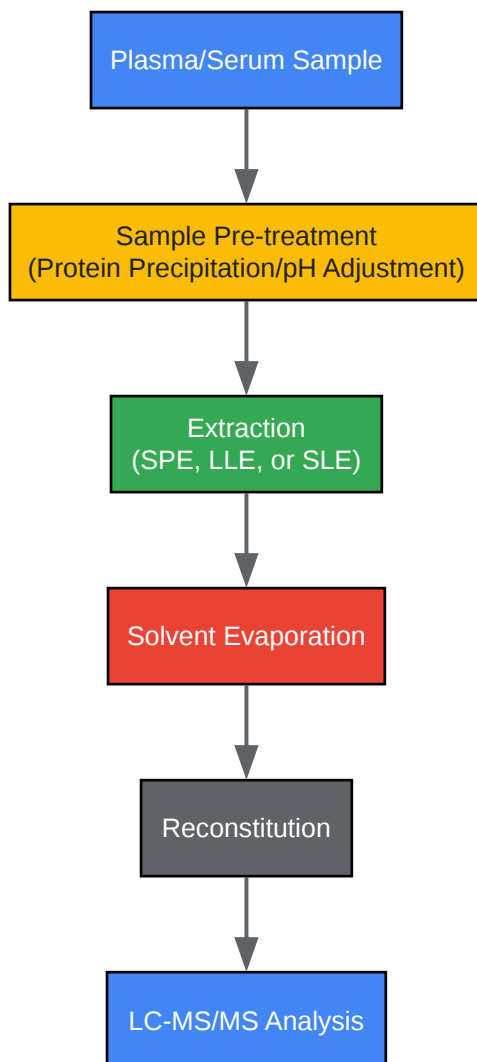 Plasma/Serum Sample
Sample Pre-treatment
(Protein Precipitation/pH Adjustment)
Extraction
(SPE, LLE, or SLE)
Solvent Evaporation
Reconstitution
LC-MS/MS Analysis